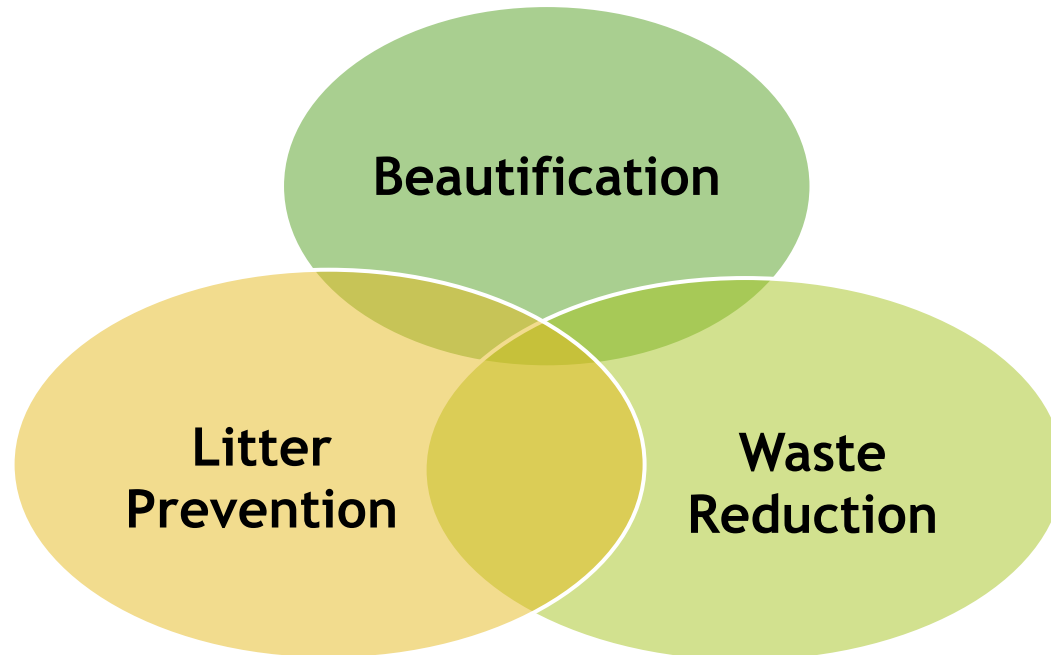 Beautification
Litter
Prevention
Waste
Reduction